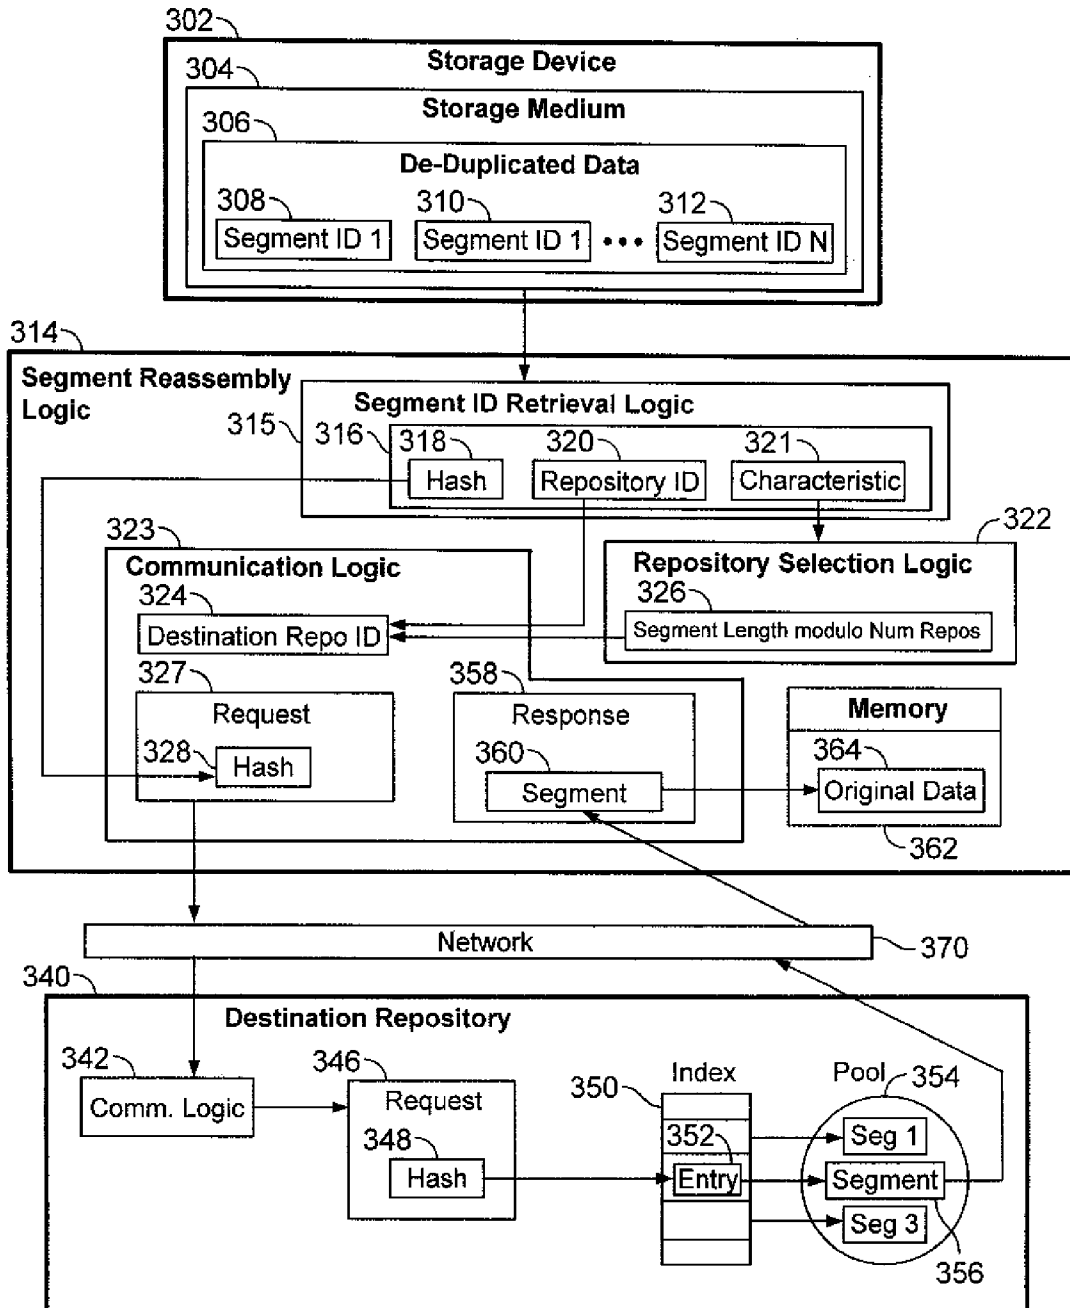 302
Storage Device
304
Storage Medium
306
De-Duplicated Data
308
310
312
Segment ID 1
Segment ID 1
Segment ID N
314
Segment Reassembly
Logic
Segment ID Retrieval Logic
315
316
318
320
321
Hash
Repository ID
Characteristic
323
322
Communication Logic
Repository Selection Logic
324
326
Destination Repo ID
Segment Length modulo Num Repos
327
358
Request
Response
Memory
328
Hash
360
Segment
364
Original Data
362
Network
370
340
Destination Repository
342
346
Index
Pool
354
Comm. Logic
Request
350
348
352
Seg 1
Hash
Entry
Segment
Seg 3
356